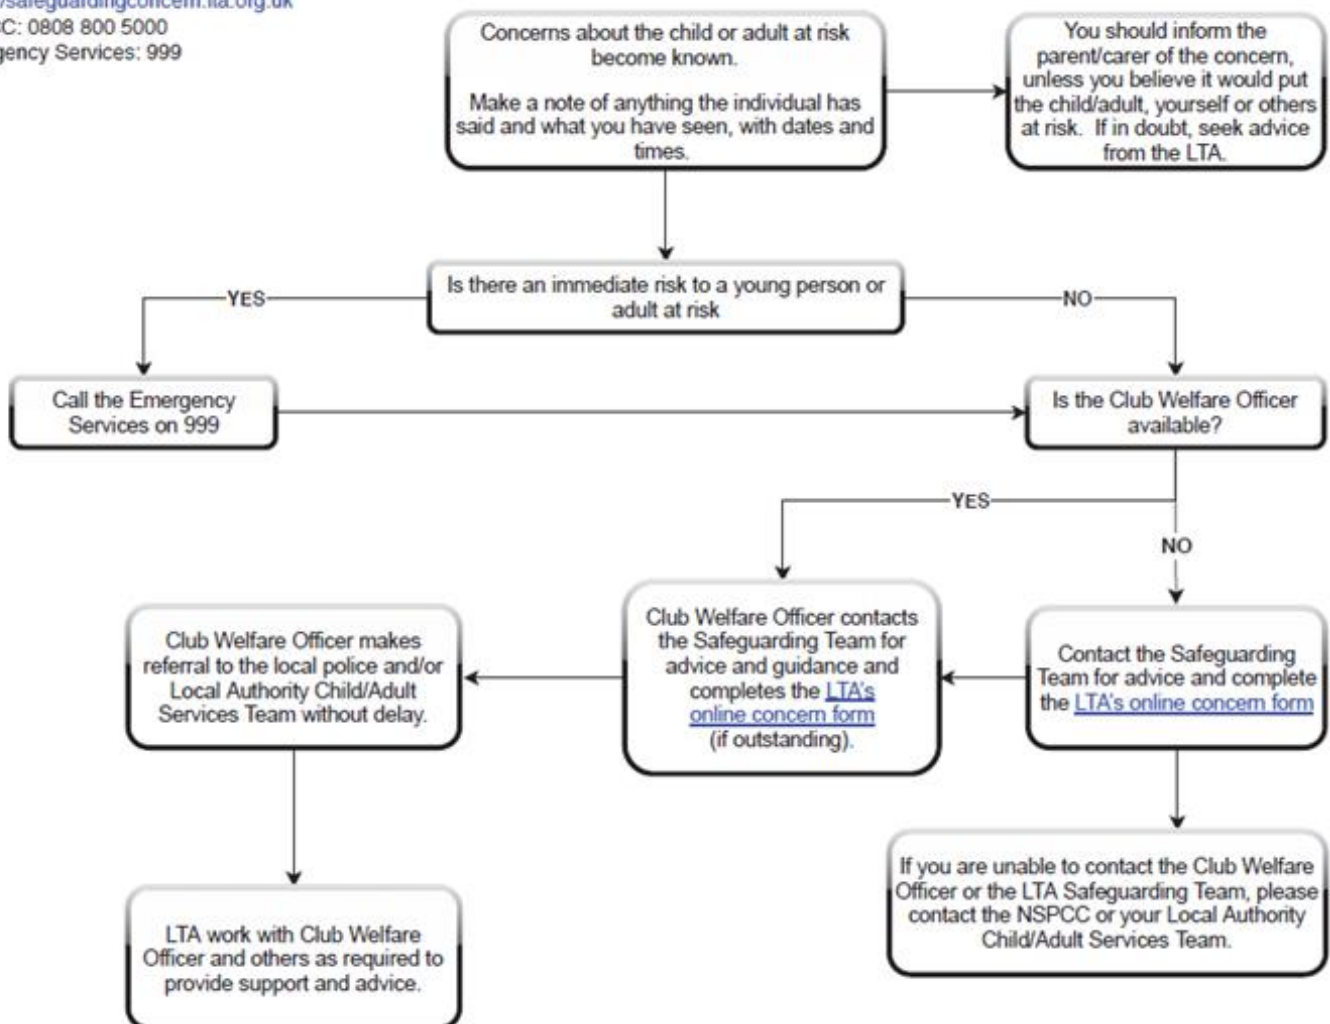 /safeguardingconcern.lta.org.uk
C: 0808 800 5000
gency Services: 999
Concerns about the child or adult at risk
become known.
Make a note of anything the individual has
said and what you have seen, with dates and
times.
You should inform the
parent/carer of the concern,
unless you believe it would put
the child/adult, yourself or others
at risk. If in doubt, seek advice
from the LTA.
Is there an immediate risk to a young person or
adult at risk
YES
NO
Call the Emergency
Services on 999
Is the Club Welfare Officer
available?
YES
NO
Club Welfare Officer makes
referral to the local police and/or
Local Authority Child/Adult
Services Team without delay.
Club Welfare Officer contacts
the Safeguarding Team for
advice and guidance and
completes the LTA's
online concern form
(if outstanding).
Contact the Safeguarding
Team for advice and complete
the LTA's online concern form
LTA work with Club Welfare
Officer and others as required to
provide support and advice.
If you are unable to contact the Club Welfare
Officer or the LTA Safeguarding Team, please
contact the NSPCC or your Local Authority
Child/Adult Services Team.